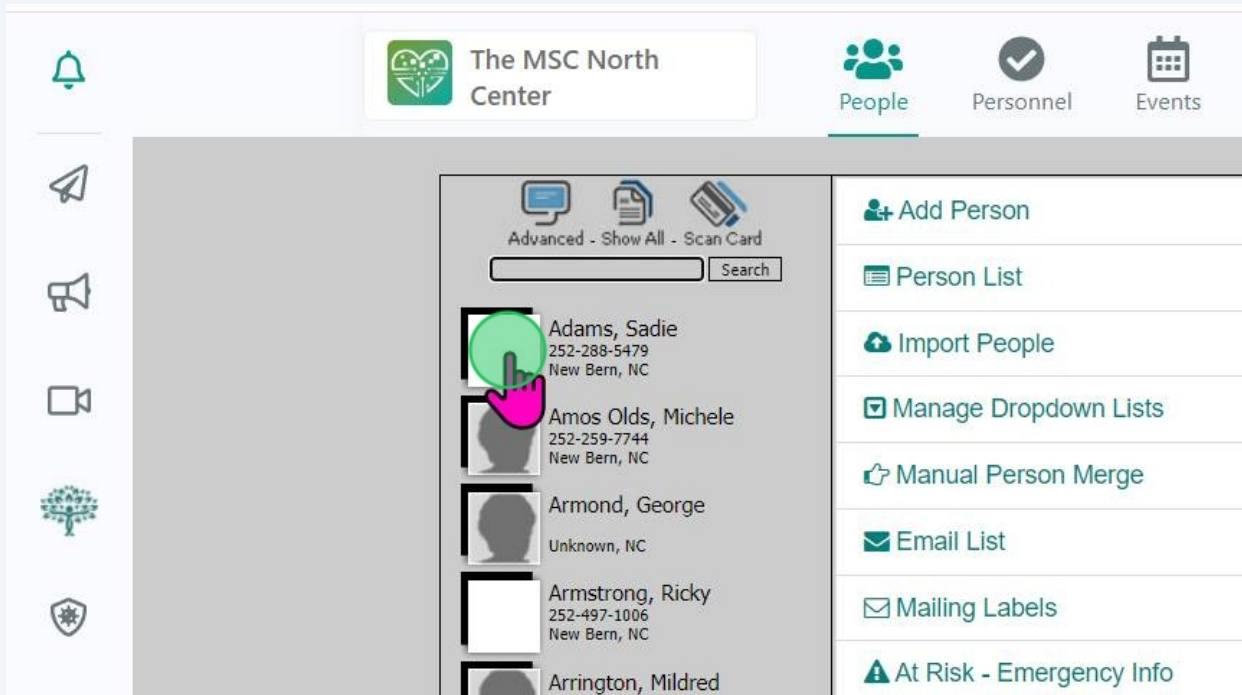 The MSC North
Center
People
Personnel
Events
Advanced - Show All - Scan Card
Search
Adams, Sadie
252-288-5479
New Bern, NC
Amos Olds, Michele
252-259-7744
New Bern, NC
Armond, George
Unknown, NC
Armstrong, Ricky
252-497-1006
New Bern, NC
Arrington, Mildred
Add Person
Person List
Import People
Manage Dropdown Lists
Manual Person Merge
Email List
Mailing Labels
At Risk - Emergency Info